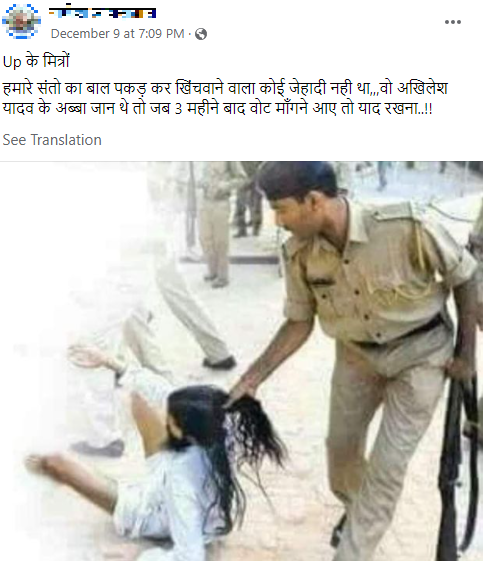 December 9 at 7:09 PM ·
Up के मित्रों
हमारे संतो का बाल पकड़ कर खिंचवाने वाला कोई जेहादी नही था,,,वो अखिलेश
यादव के अब्बा जान थे तो जब 3 महीने बाद वोट माँगने आए तो याद रखना..!!
See Translation